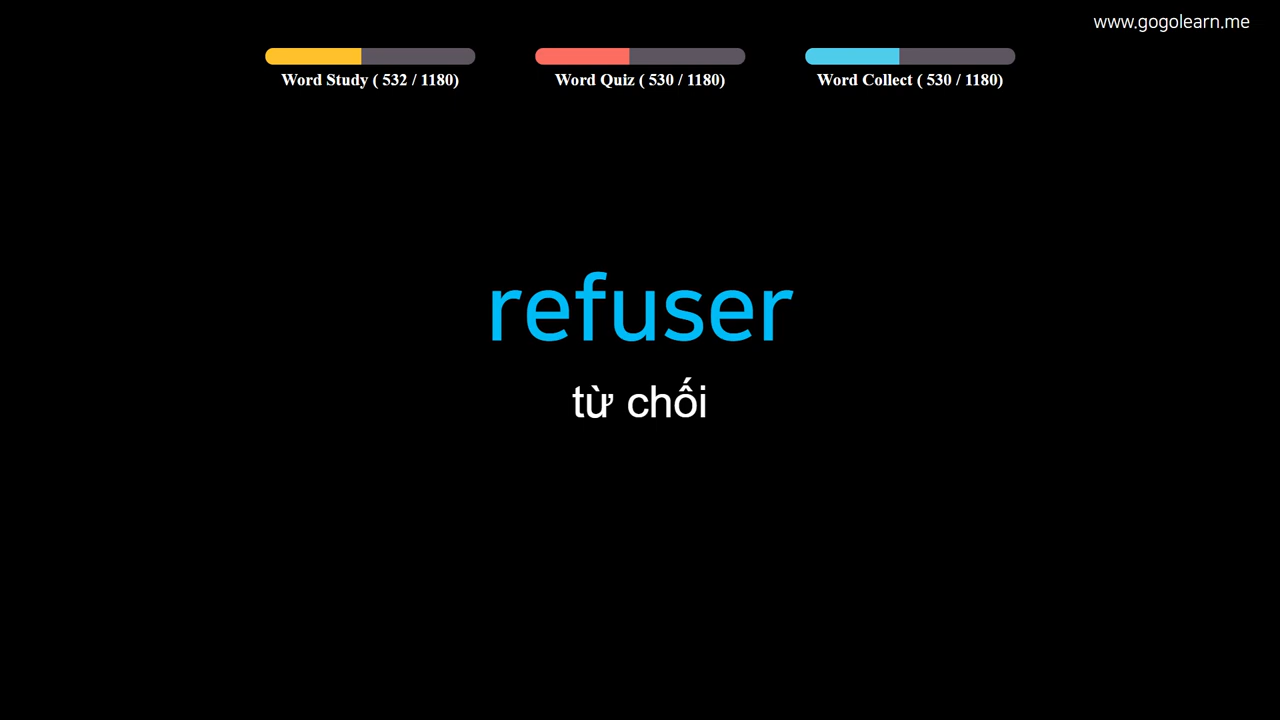 www.gogolearn.me
Word Study ( 532 / 1180)
Word Quiz ( 530 / 1180)
Word Collect ( 530 / 1180)
refuser
từ chối